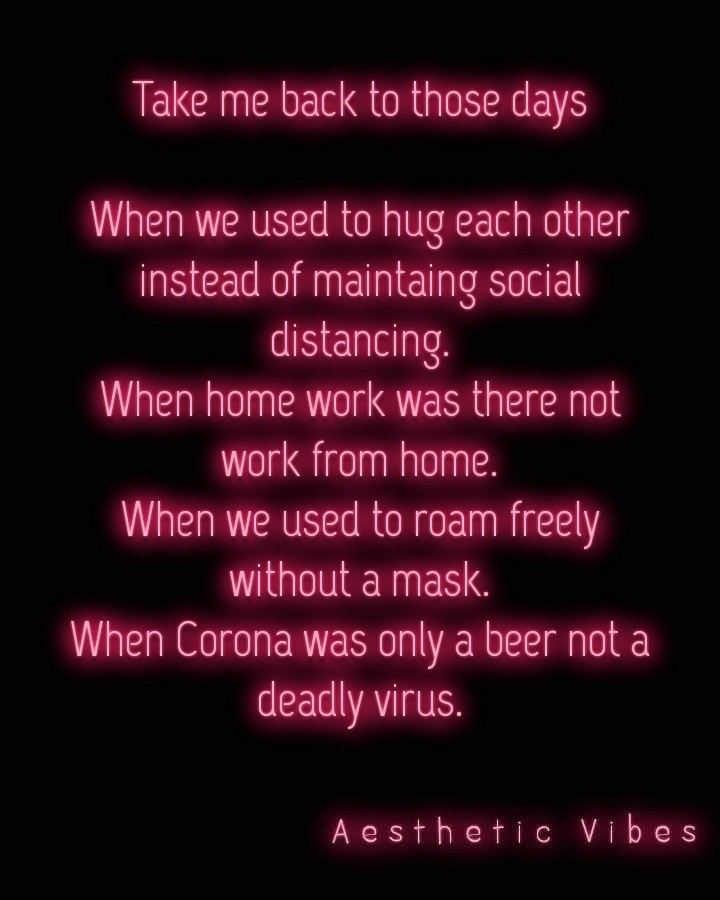 Take me back to those days
When we used to hug each other
instead of maintaing social
distancing.
When home work was there not
work from home.
When we used to roam freely
without a mask.
When Corona was only a beer not a
deadly virus.
Aesthetic Vibes